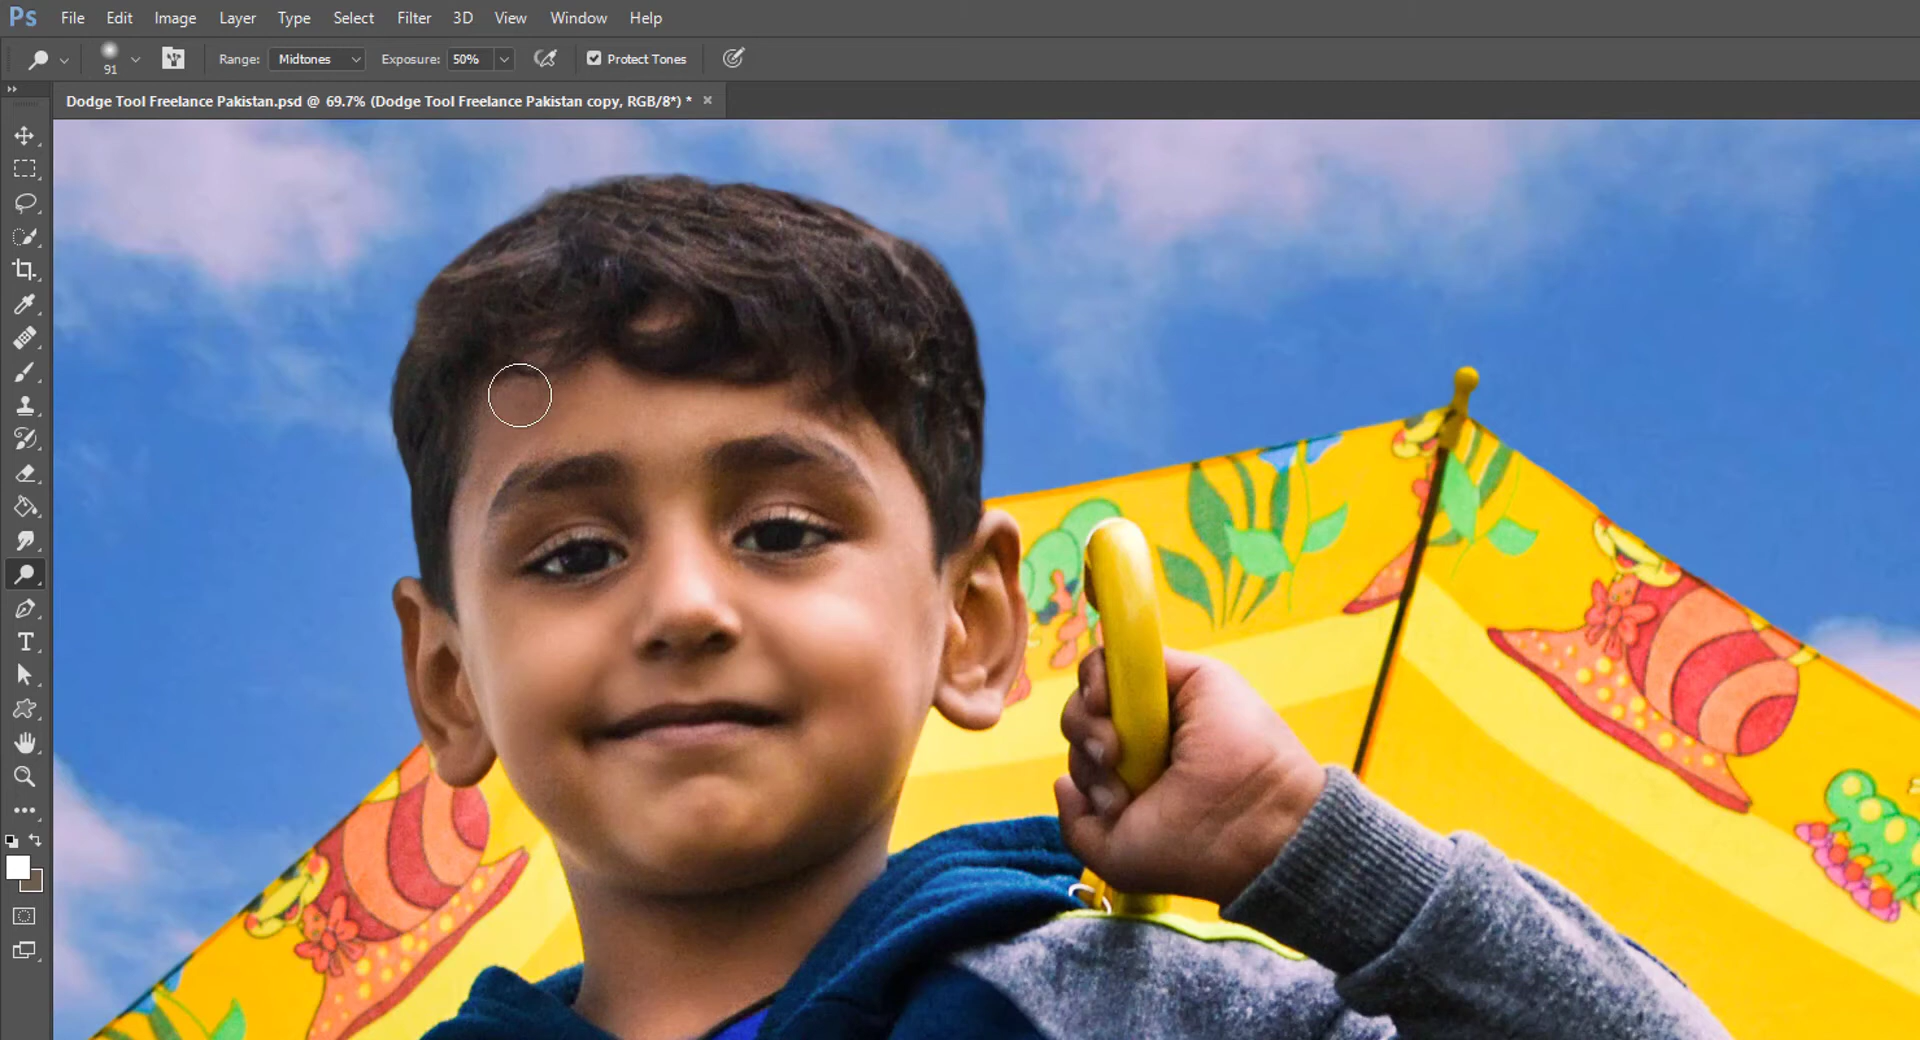 Ps File Edit Image Layer Type Select Filter 3D View Window Help
91 Range: Midtones Exposure: 50% Protect Tones
Dodge Tool Freelance Pakistan.psd @ 69.7% (Dodge Tool Freelance Pakistan copy, RGB/8*) * ×